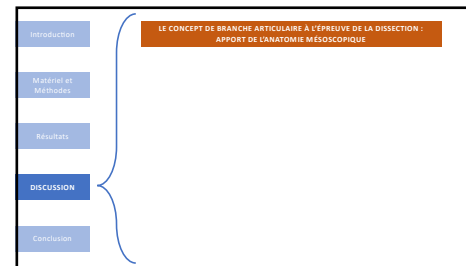 LE CONCEPT DE BRANCHE ARTICULAIRE À L'ÉPREUVE DE LA DISSECTION :
APPORT DE L'ANATOMIE MÉSOSCOPIQUE
Introduction
Matériel et
Méthodes
Résultats
DISCUSSION
Conclusion